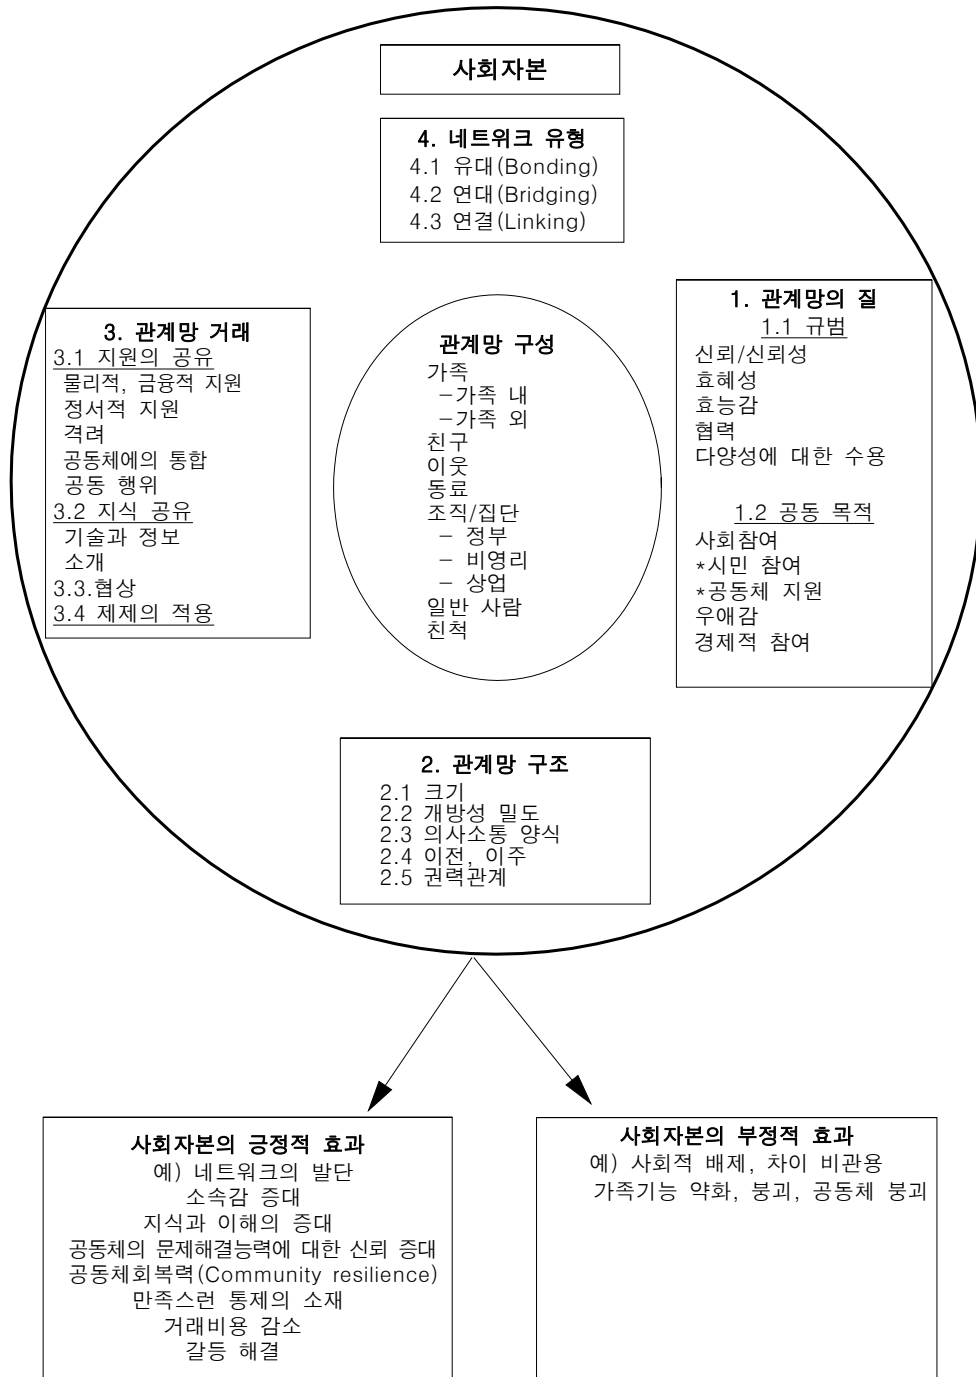 사회자본
4. 네트워크 유형
4.1 유대(Bonding)
4.2 연대(Bridging)
4.3 연결(Linking)
3. 관계망 거래
3.1 지원의 공유
물리적, 금융적 지원
정서적 지원
격려
공동체에의 통합
공동 행위
3.2 지식 공유
기술과 정보
소개
3.3.협상
3.4 제제의 적용
관계망 구성
가족
-가족 내
-가족 외
친구
이웃
동료
조직/집단
- 정부
- 비영리
- 상업
일반 사람
친척
1. 관계망의 질
1.1 규범
신뢰/신뢰성
효혜성
효능감
협력
다양성에 대한 수용
1.2 공동 목적
사회참여
*시민 참여
*공동체 지원
우애감
경제적 참여
2. 관계망 구조
2.1 크기
2.2 개방성 밀도
2.3 의사소통 양식
2.4 이전, 이주
2.5 권력관계
사회자본의 긍정적 효과
예) 네트워크의 발단
소속감 증대
지식과 이해의 증대
공동체의 문제해결능력에 대한 신뢰 증대
공동체회복력(Community resilience)
만족스런 통제의 소재
거래비용 감소
갈등 해결
사회자본의 부정적 효과
예) 사회적 배제, 차이 비관용
가족기능 약화, 붕괴, 공동체 붕괴